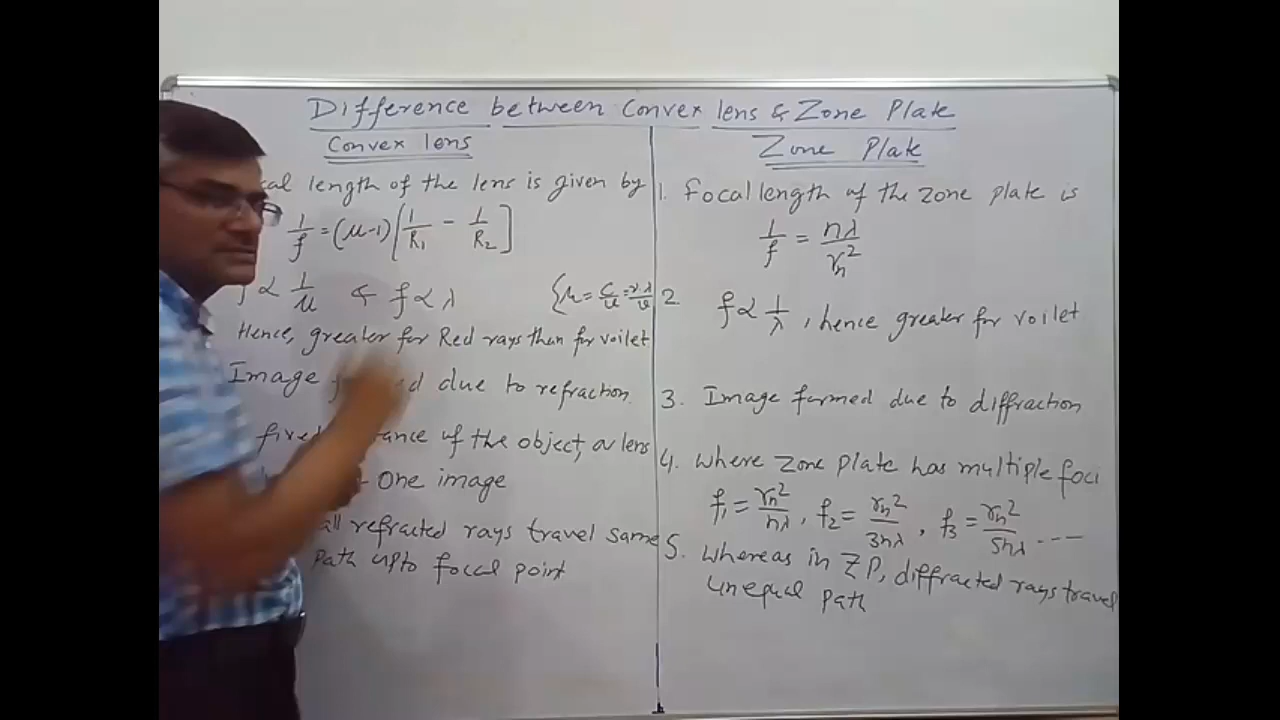 Difference between Convex lens & Zone Plate
Convex lens
length of the lens is given by
1/f = (μ-1)[1/R1 - 1/R2]
∝ 1/μ & f ∝ λ {μ = c/v = νλ/v
Hence, greater for Red rays than for voilet
Image due to refraction.
fixed of the object, a lens
One image
all refracted rays travel same
path upto focal point
Zone Plate
1. Focal length of the zone plate is
1/f = nλ/rn²
2 f ∝ 1/λ, hence greater for voilet
3. Image formed due to diffraction
4. Where Zone plate has multiple foci
f1 = rn²/nλ, f2 = rn²/3nλ, f3 = rn²/5nλ ---
5. Whereas in ZP, diffracted rays travel
unequal path